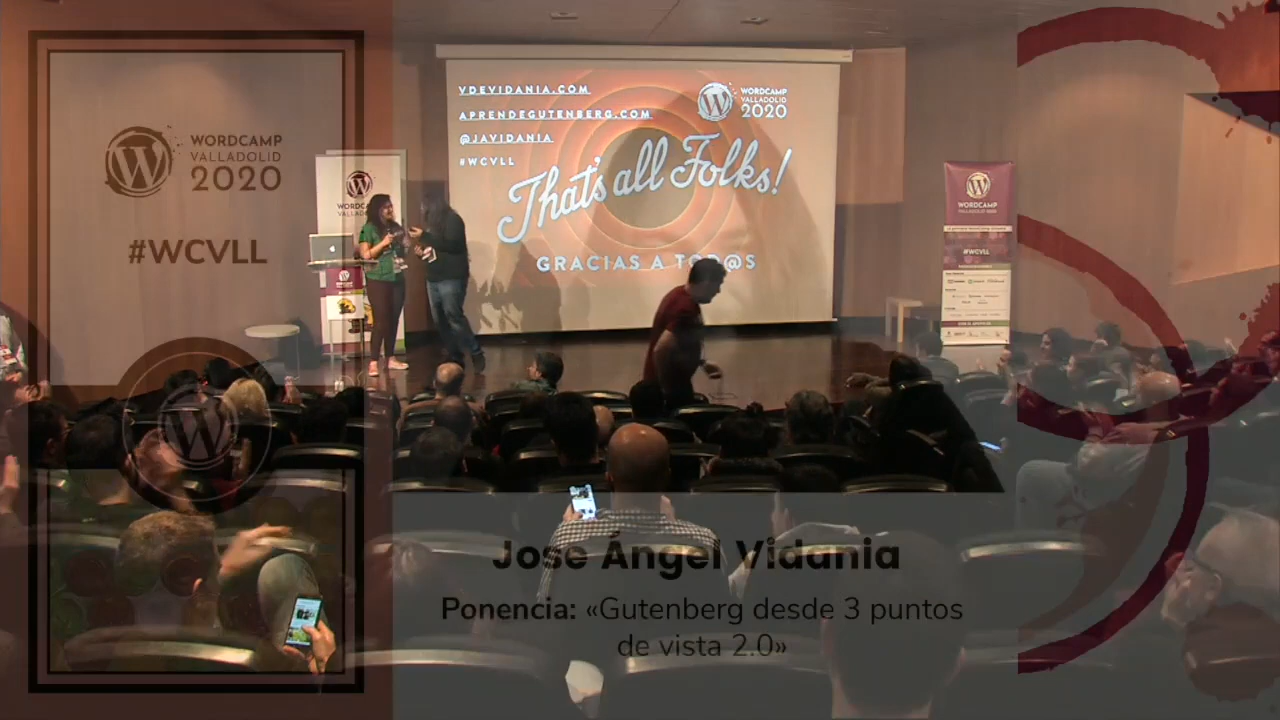 WORDCAMP
VALLADOLID
2020
#WCVLL
VDEVIDANIA.COM
APRENDEGUTENBERG.COM
@JAVIDANIA
#WCVLL
WORDCAMP
VALLADOLID
2020
That's all Folks!
GRACIAS A TOD@S
WORDCAMP
WORDCAMP
VALLADOLID 2020
#WCVLL
Jose Ángel Vidania
Ponencia: «Gutenberg desde 3 puntos
de vista 2.0»